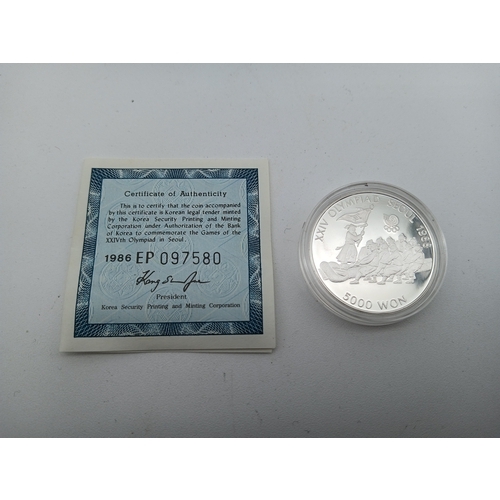 Certificate of Authenticity
This is to certify that the coin accompanied
by this certificate is Korean legal tender minted
by the Korea Security Printing and Minting
Corporation under Authorization of the Bank
of Korea to commemorate the Games of the
XXIVth Olympiad in Seoul.
1986 EP 097580
President
Korea Security Printing and Minting Corporation
XXIV OLYMPIAD SEOUL 1988
5000 WON